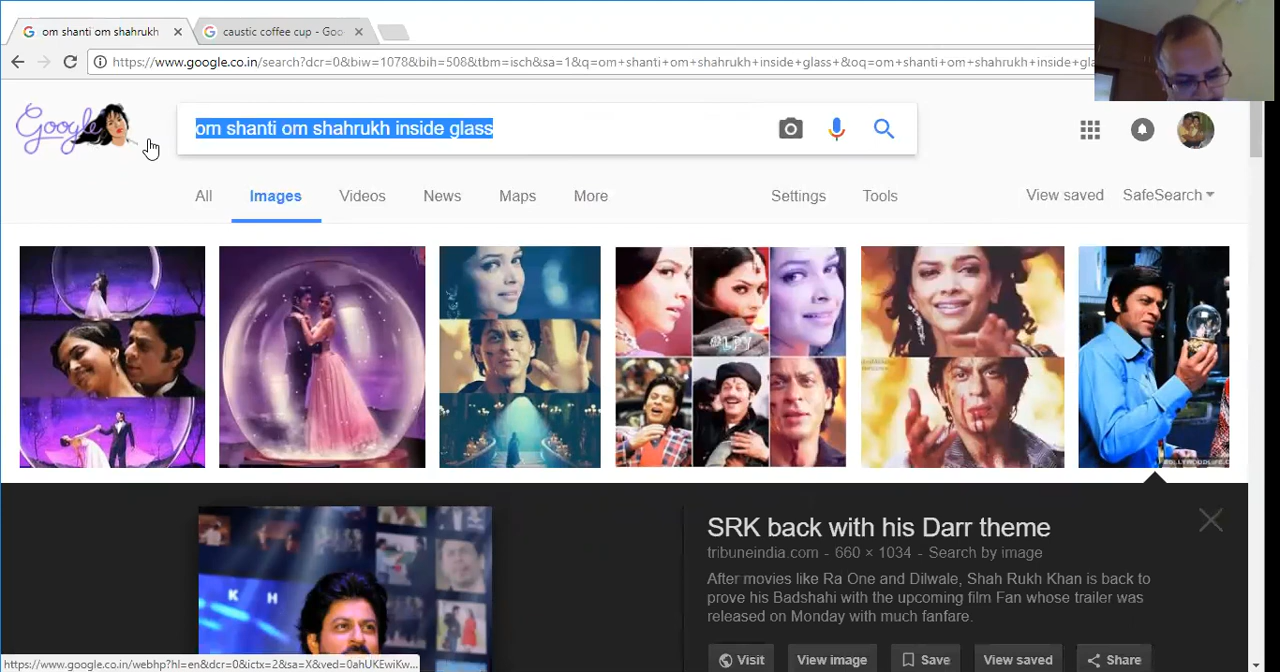 om shanti om shahrukh
caustic coffee cup - Goo
https://www.google.co.in/search?dcr=0&biw=1078&bih=508&tbm=isch&sa=1&q=om+shanti+om+shahrukh+inside+glass+&oq=om+shanti+om+shahrukh+inside+gla
Google
om shanti om shahrukh inside glass
All
Images
Videos
News
Maps
More
Settings
Tools
View saved
SafeSearch
#LPY
SRK back with his Darr theme
tribuneindia.com - 660 × 1034 - Search by image
After movies like Ra One and Dilwale, Shah Rukh Khan is back to
prove his Badshahi with the upcoming film Fan whose trailer was
released on Monday with much fanfare.
K H
Visit
View image
Save
View saved
Share
https://www.google.co.in/webhp?hl=en&dcr=0&ictx=2&sa=X&ved=0ahUKEwiKw...